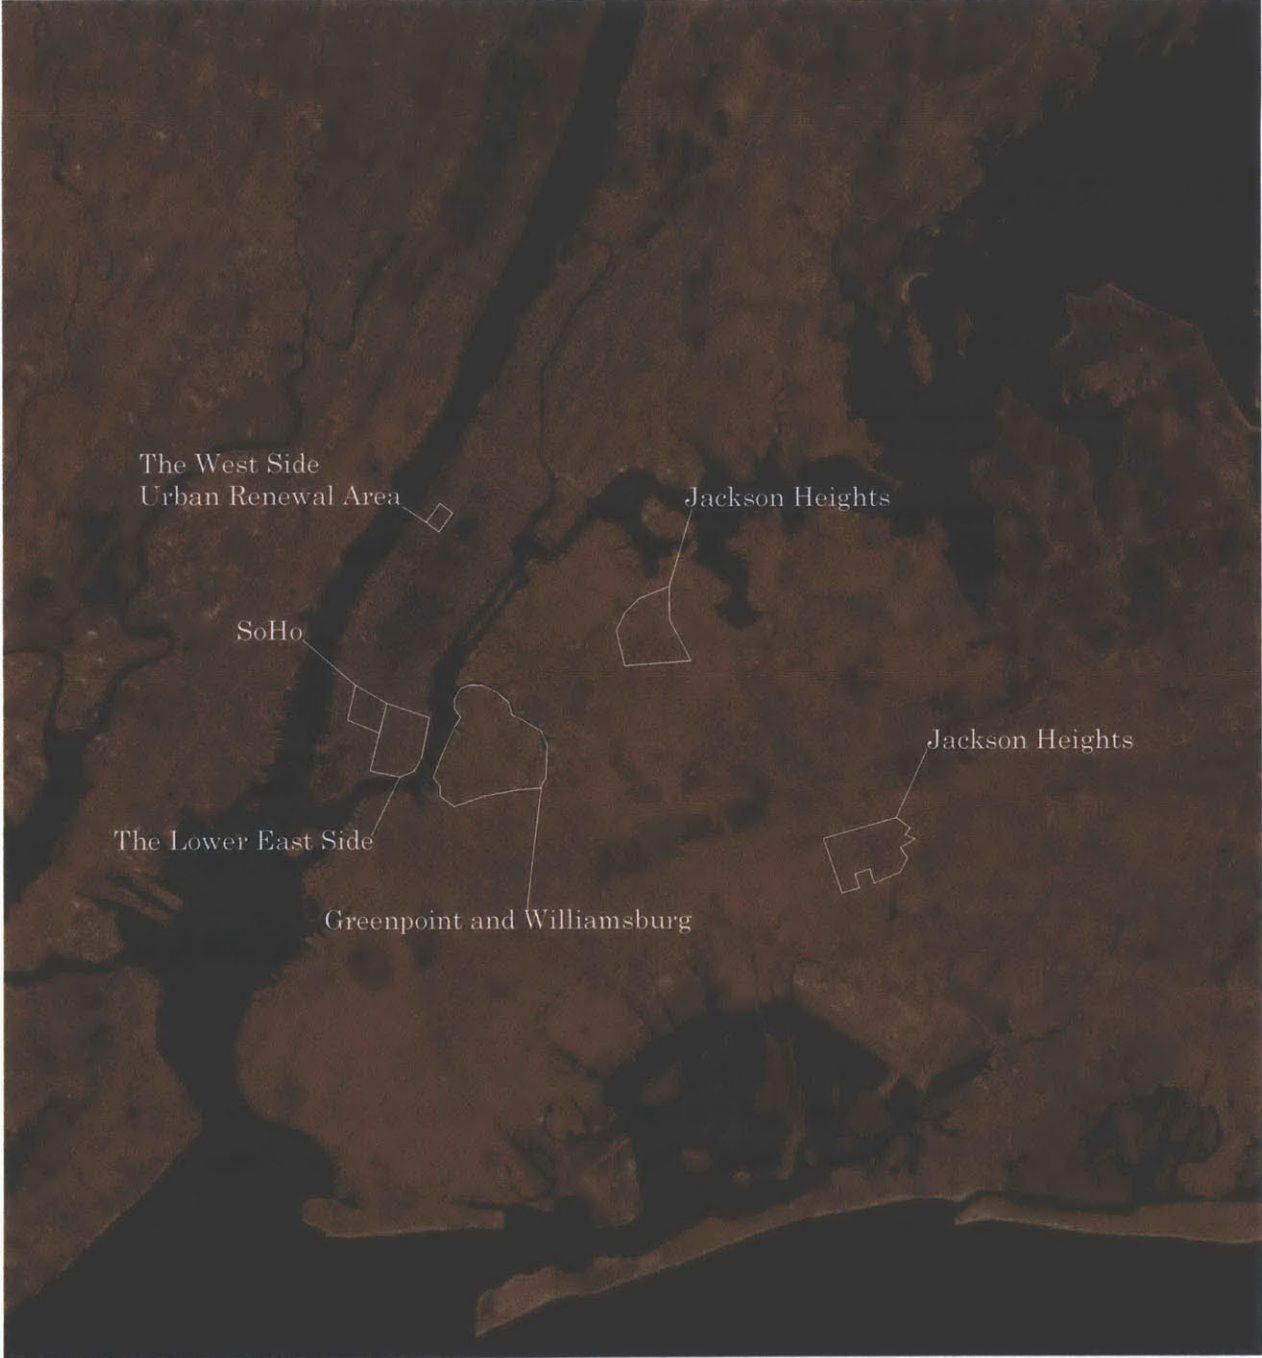 The West Side
Urban Renewal Area
Jackson Heights
SoHo
Jackson Heights
The Lower East Side
Greenpoint and Williamsburg